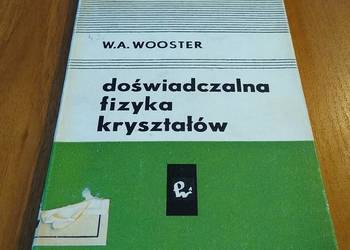 W.A. WOOSTER
doświadczalna
fizyka
kryształów